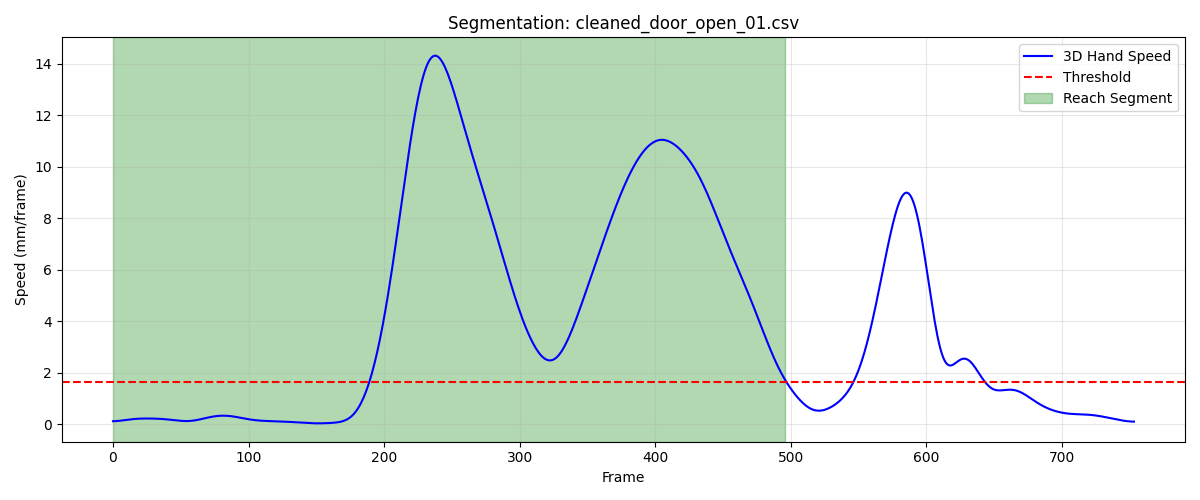 Segmentation: cleaned_door_open_01.csv
3D Hand Speed
Threshold
Reach Segment
Speed (mm/frame)
14
12
10
8
6
4
2
0
0 100 200 300 400 500 600 700
Frame